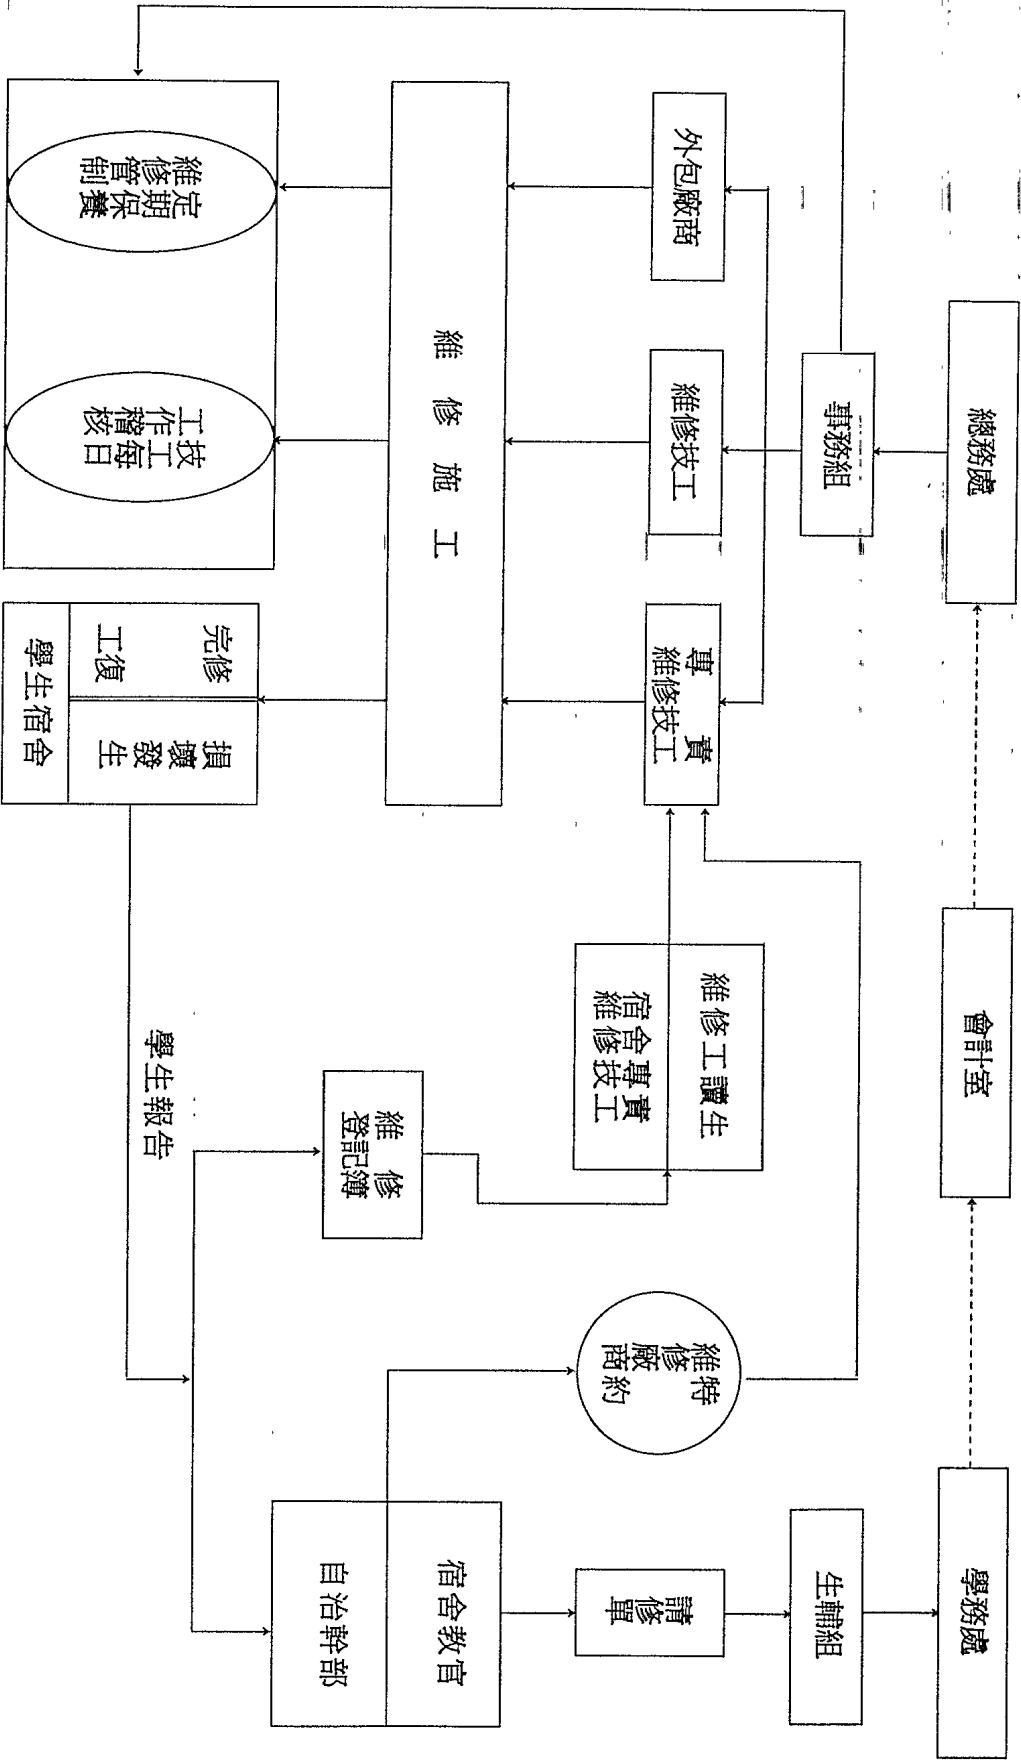 總務處
會計室
學務處
事務組
生輔組
外包廠商
維修技工
專責
維修技工
維修工讀生
宿舍專責
維修技工
特約
維修廠商
請修單
維修施工
維修
登記簿
宿舍教官
自治幹部
定期保養
維修管制
技工每日
工作稽核
修復
完工
損壞發生
學生宿舍
學生報告